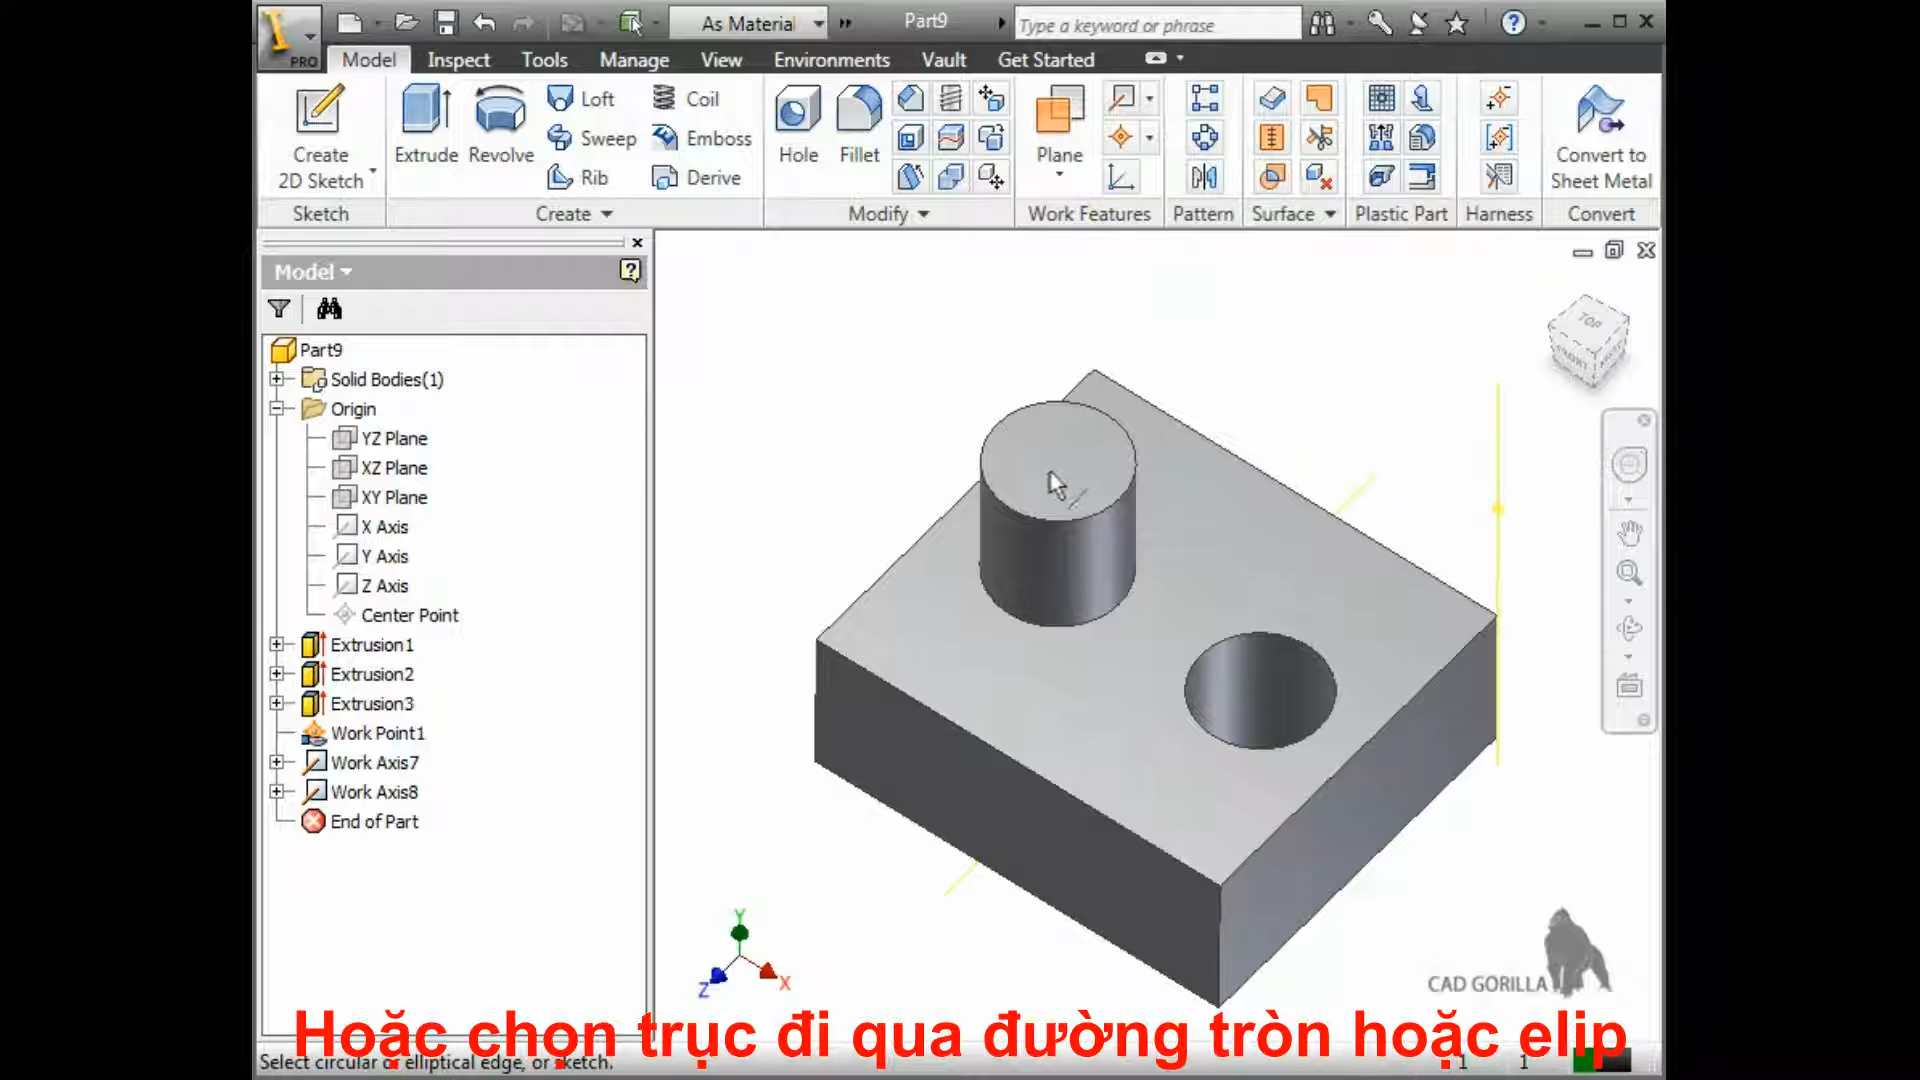 As Material
Part9
Type a keyword or phrase
PRO
Model
Inspect
Tools
Manage
View
Environments
Vault
Get Started
Create
2D Sketch
Extrude
Revolve
Loft
Sweep
Rib
Coil
Emboss
Derive
Hole
Fillet
Plane
Convert to
Sheet Metal
Sketch
Create
Modify
Work Features
Pattern
Surface
Plastic Part
Harness
Convert
Model
Part9
Solid Bodies(1)
Origin
YZ Plane
XZ Plane
XY Plane
X Axis
Y Axis
Z Axis
Center Point
Extrusion1
Extrusion2
Extrusion3
Work Point1
Work Axis7
Work Axis8
End of Part
TOP
Y
X
Z
CAD GORILLA
Hoặc chọn trục đi qua đường tròn hoặc elip
Select circular or elliptical edge, or sketch.
1
1